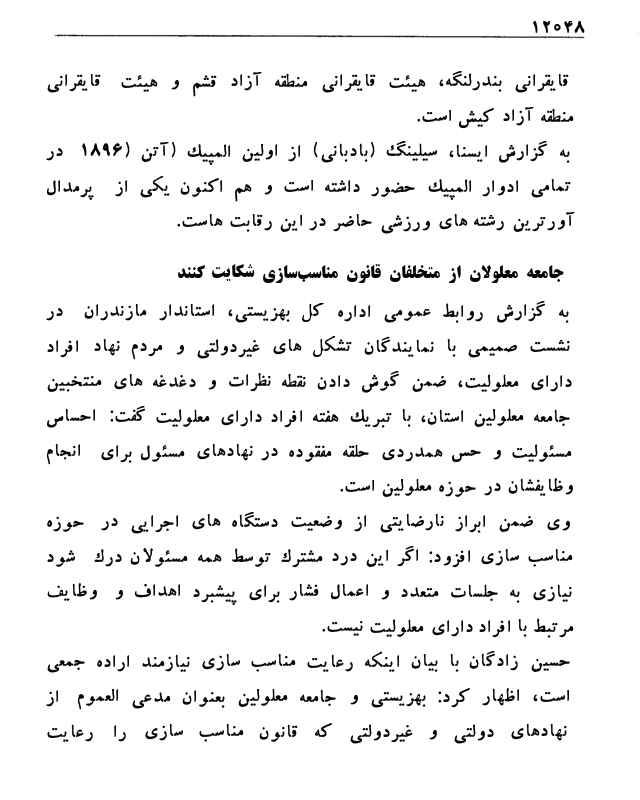 ۱۲۰۴۸
قایقرانی بندرلنگه، هیئت قایقرانی منطقه آزاد قشم و هیئت قایقرانی
منطقه آزاد کیش است.
به گزارش ایسنا، سیلینگ (بادبانی) از اولین المپیک (آتن (۱۸۹۶ در
تمامی ادوار المپیک حضور داشته است و هم اکنون یکی از پرمدال
آورترین رشته های ورزشی حاضر در این رقابت هاست.
جامعه معلولان از متخلفان قانون مناسب‌سازی شکایت کنند
به گزارش روابط عمومی اداره کل بهزیستی، استاندار مازندران در
نشست صمیمی با نمایندگان تشکل های غیردولتی و مردم نهاد افراد
دارای معلولیت، ضمن گوش دادن نقطه نظرات و دغدغه های منتخبین
جامعه معلولین استان، با تبریک هفته افراد دارای معلولیت گفت: احساس
مسئولیت و حس همدردی حلقه مفقوده در نهادهای مسئول برای انجام
وظایفشان در حوزه معلولین است.
وی ضمن ابراز نارضایتی از وضعیت دستگاه های اجرایی در حوزه
مناسب سازی افزود: اگر این درد مشترک توسط همه مسئولان درک شود
نیازی به جلسات متعدد و اعمال فشار برای پیشبرد اهداف و وظایف
مرتبط با افراد دارای معلولیت نیست.
حسین زادگان با بیان اینکه رعایت مناسب سازی نیازمند اراده جمعی
است، اظهار کرد: بهزیستی و جامعه معلولین بعنوان مدعی العموم از
نهادهای دولتی و غیردولتی که قانون مناسب سازی را رعایت